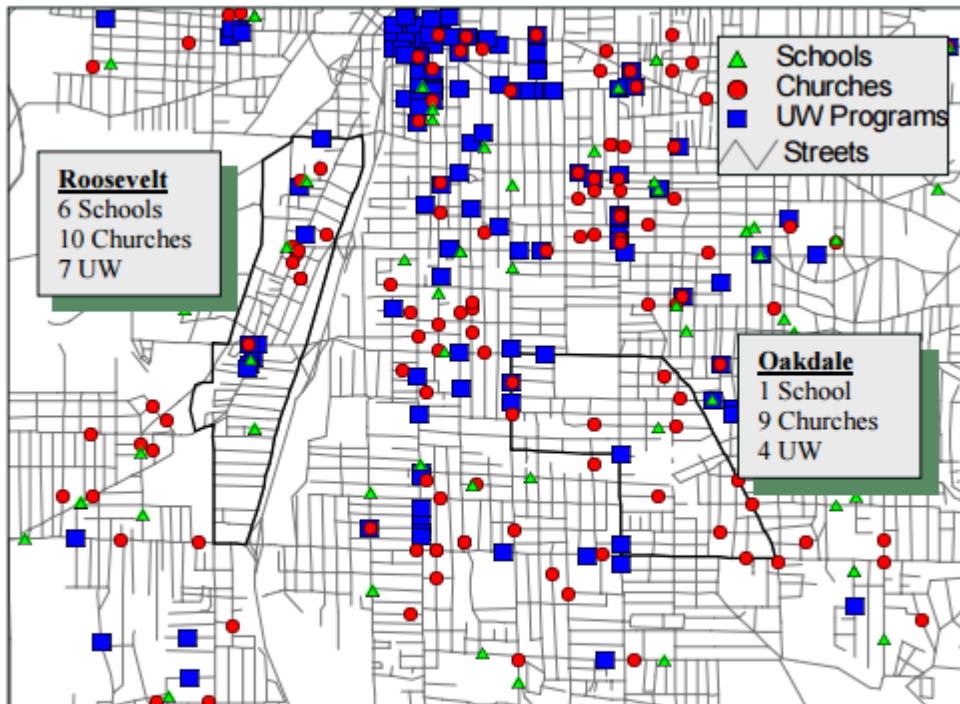 Schools
Churches
UW Programs
Streets
Roosevelt
6 Schools
10 Churches
7 UW
Oakdale
1 School
9 Churches
4 UW